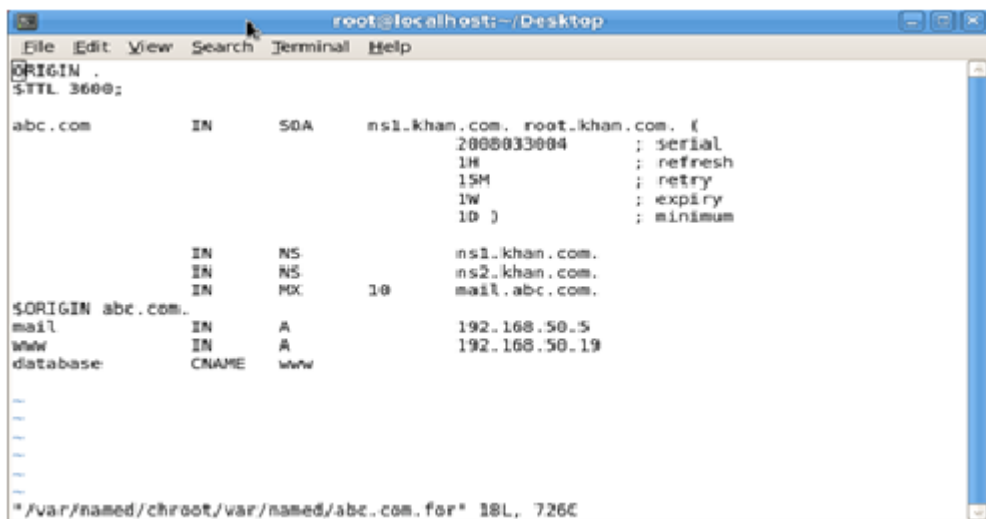 root@localhost:~/Desktop
File Edit View Search Terminal Help
ORIGIN .
$TTL 3600;
abc.com IN SOA ns1.khan.com. root.khan.com. (
2008033004 ; serial
1H ; refresh
15M ; retry
1W ; expiry
1D ) ; minimum
IN NS ns1.khan.com.
IN NS ns2.khan.com.
IN MX 10 mail.abc.com.
$ORIGIN abc.com.
mail IN A 192.168.50.5
www IN A 192.168.50.19
database CNAME www
~
~
~
~
~
~
"/var/named/chroot/var/named/abc.com.for" 18L, 726C